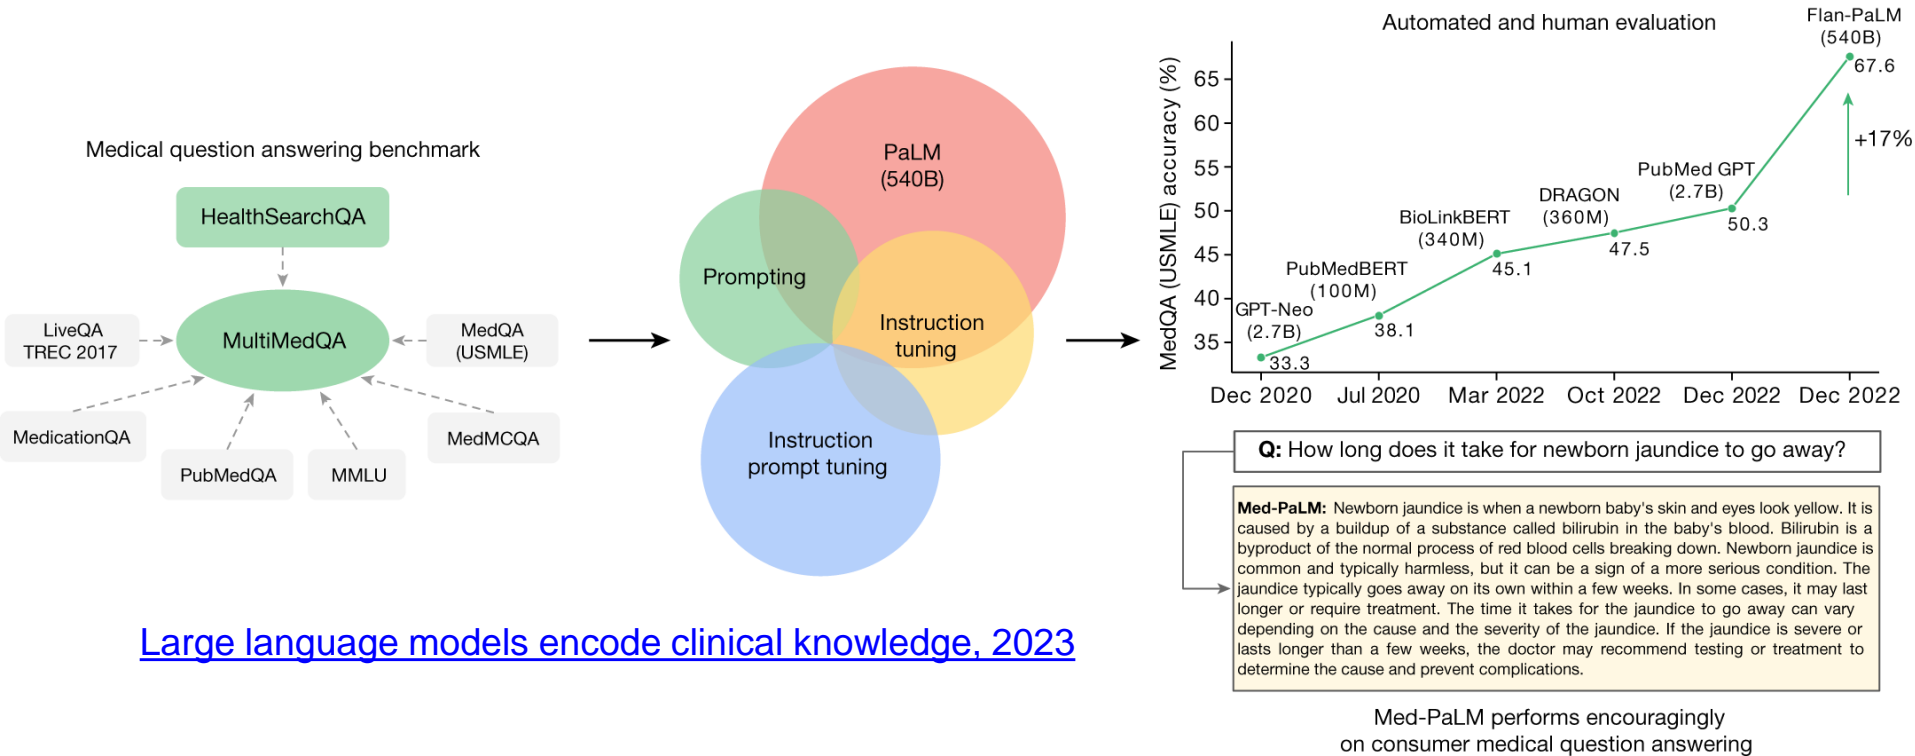 Medical question answering benchmark
HealthSearchQA
MultiMedQA
LiveQA
TREC 2017
MedQA
(USMLE)
MedicationQA
PubMedQA
MMLU
MedMCQA
PaLM
(540B)
Prompting
Instruction
tuning
Instruction
prompt tuning
Large language models encode clinical knowledge, 2023
Automated and human evaluation
MedQA (USMLE) accuracy (%)
65
60
55
50
45
40
35
GPT-Neo
(2.7B)
33.3
PubMedBERT
(100M)
38.1
BioLinkBERT
(340M)
45.1
DRAGON
(360M)
47.5
PubMed GPT
(2.7B)
50.3
Flan-PaLM
(540B)
67.6
+17%
Dec 2020 Jul 2020 Mar 2022 Oct 2022 Dec 2022 Dec 2022
Q: How long does it take for newborn jaundice to go away?
Med-PaLM: Newborn jaundice is when a newborn baby's skin and eyes look yellow. It is
caused by a buildup of a substance called bilirubin in the baby's blood. Bilirubin is a
byproduct of the normal process of red blood cells breaking down. Newborn jaundice is
common and typically harmless, but it can be a sign of a more serious condition. The
jaundice typically goes away on its own within a few weeks. In some cases, it may last
longer or require treatment. The time it takes for the jaundice to go away can vary
depending on the cause and the severity of the jaundice. If the jaundice is severe or
lasts longer than a few weeks, the doctor may recommend testing or treatment to
determine the cause and prevent complications.
Med-PaLM performs encouragingly
on consumer medical question answering